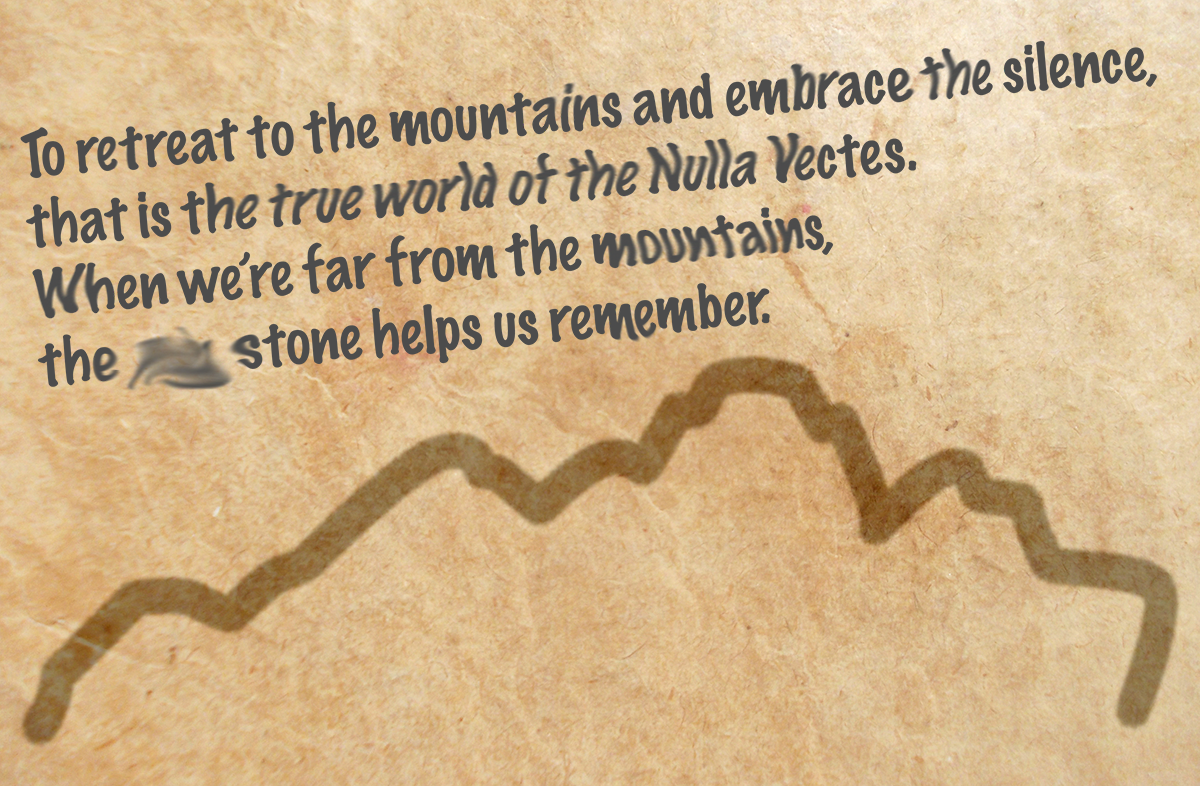 To retreat to the mountains and embrace the silence,
that is the true world of the Nulla Vectes.
When we're far from the mountains,
the stone helps us remember.